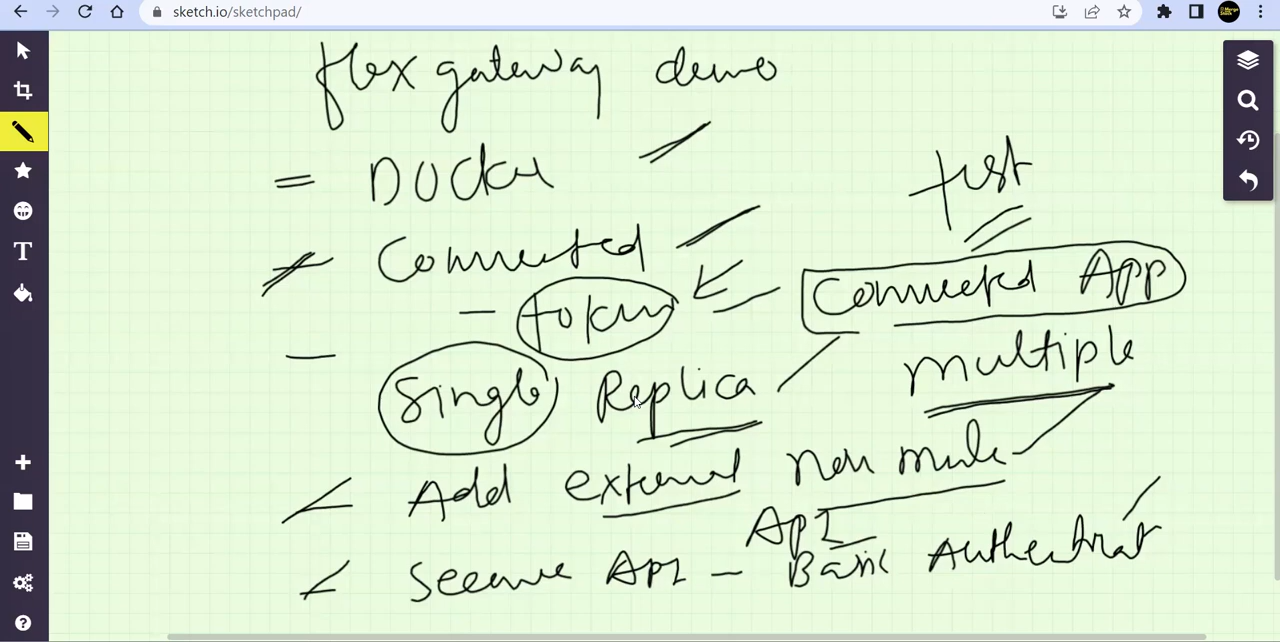 sketch.io/sketchpad/
flex gateway demo
= Docker
test
Connected
Connected App
- token
multiple
- Single Replica
Add external Non mule
API
Secure API - Basic Authenticat
T
?